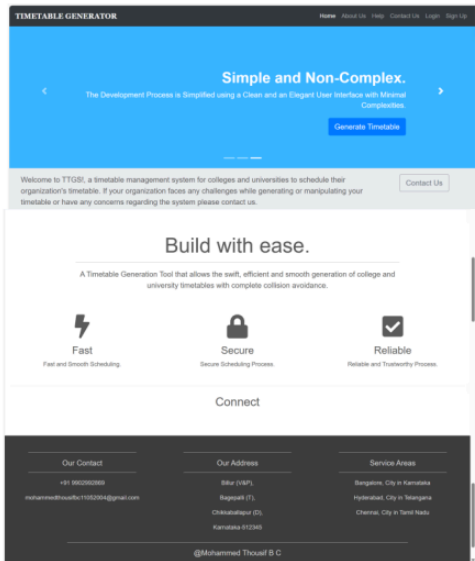 TIMETABLE GENERATOR
Home About Us Help Contact Us Login Sign Up
Simple and Non-Complex.
The Development Process is Simplified using a Clean and an Elegant User Interface with Minimal
Complexities.
Generate Timetable
Welcome to TTGS!, a timetable management system for colleges and universities to schedule their
organization's timetable. If your organization faces any challenges while generating or manipulating your
timetable or have any concerns regarding the system please contact us.
Contact Us
Build with ease.
A Timetable Generation Tool that allows the swift, efficient and smooth generation of college and
university timetables with complete collision avoidance.
Fast
Secure
Reliable
Fast and Smooth Scheduling.
Secure Scheduling Process.
Reliable and Trustworthy Process.
Connect
Our Contact
Our Address
Service Areas
Billur (V&P),
Bangalore, City in Karnataka
Bagepalli (T),
Hyderabad, City in Telangana
Chikkaballapur (D),
Chennai, City in Tamil Nadu
Karnataka 612345
@Mohammed Thousif B C